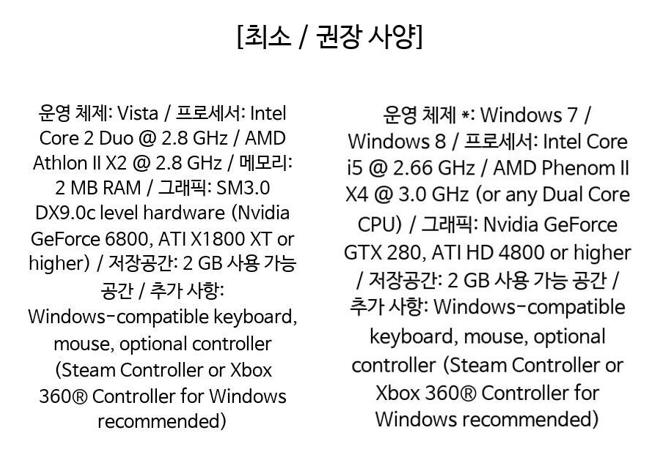 [최소 / 권장 사양]
운영 체제: Vista / 프로세서: Intel
Core 2 Duo @ 2.8 GHz / AMD
Athlon II X2 @ 2.8 GHz / 메모리:
2 MB RAM / 그래픽: SM3.0
DX9.0c level hardware (Nvidia
GeForce 6800, ATI X1800 XT or
higher) / 저장공간: 2 GB 사용 가능
공간 / 추가 사항:
Windows-compatible keyboard,
mouse, optional controller
(Steam Controller or Xbox
360® Controller for Windows
recommended)
운영 체제 *: Windows 7 /
Windows 8 / 프로세서: Intel Core
i5 @ 2.66 GHz / AMD Phenom II
X4 @ 3.0 GHz (or any Dual Core
CPU) / 그래픽: Nvidia GeForce
GTX 280, ATI HD 4800 or higher
/ 저장공간: 2 GB 사용 가능 공간 /
추가 사항: Windows-compatible
keyboard, mouse, optional
controller (Steam Controller or
Xbox 360® Controller for
Windows recommended)